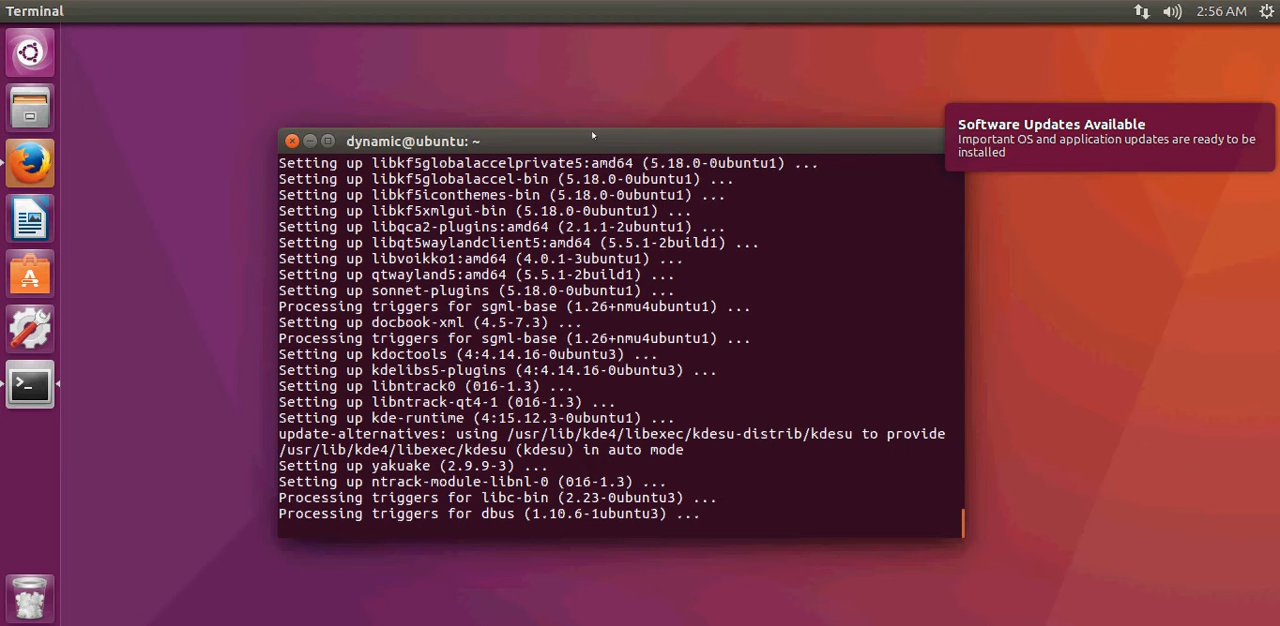 Terminal
2:56 AM
Software Updates Available
Important OS and application updates are ready to be
installed
dynamic@ubuntu: ~
Setting up libkf5globalaccelprivate5:amd64 (5.18.0-0ubuntu1) ...
Setting up libkf5globalaccel-bin (5.18.0-0ubuntu1) ...
Setting up libkf5iconthemes-bin (5.18.0-0ubuntu1) ...
Setting up libkf5xmlgui-bin (5.18.0-0ubuntu1) ...
Setting up libqca2-plugins:amd64 (2.1.1-2ubuntu1) ...
Setting up libqt5waylandclient5:amd64 (5.5.1-2build1) ...
Setting up libvoikko1:amd64 (4.0.1-3ubuntu1) ...
Setting up qtwayland5:amd64 (5.5.1-2build1) ...
Setting up sonnet-plugins (5.18.0-0ubuntu1) ...
Processing triggers for sgml-base (1.26+nmu4ubuntu1) ...
Setting up docbook-xml (4.5-7.3) ...
Processing triggers for sgml-base (1.26+nmu4ubuntu1) ...
Setting up kdoctools (4:4.14.16-0ubuntu3) ...
Setting up kdelibs5-plugins (4:4.14.16-0ubuntu3) ...
Setting up libntrack0 (016-1.3) ...
Setting up libntrack-qt4-1 (016-1.3) ...
Setting up kde-runtime (4:15.12.3-0ubuntu1) ...
update-alternatives: using /usr/lib/kde4/libexec/kdesu-distrib/kdesu to provide
/usr/lib/kde4/libexec/kdesu (kdesu) in auto mode
Setting up yakuake (2.9.9-3) ...
Setting up ntrack-module-libnl-0 (016-1.3) ...
Processing triggers for libc-bin (2.23-0ubuntu3) ...
Processing triggers for dbus (1.10.6-1ubuntu3) ...